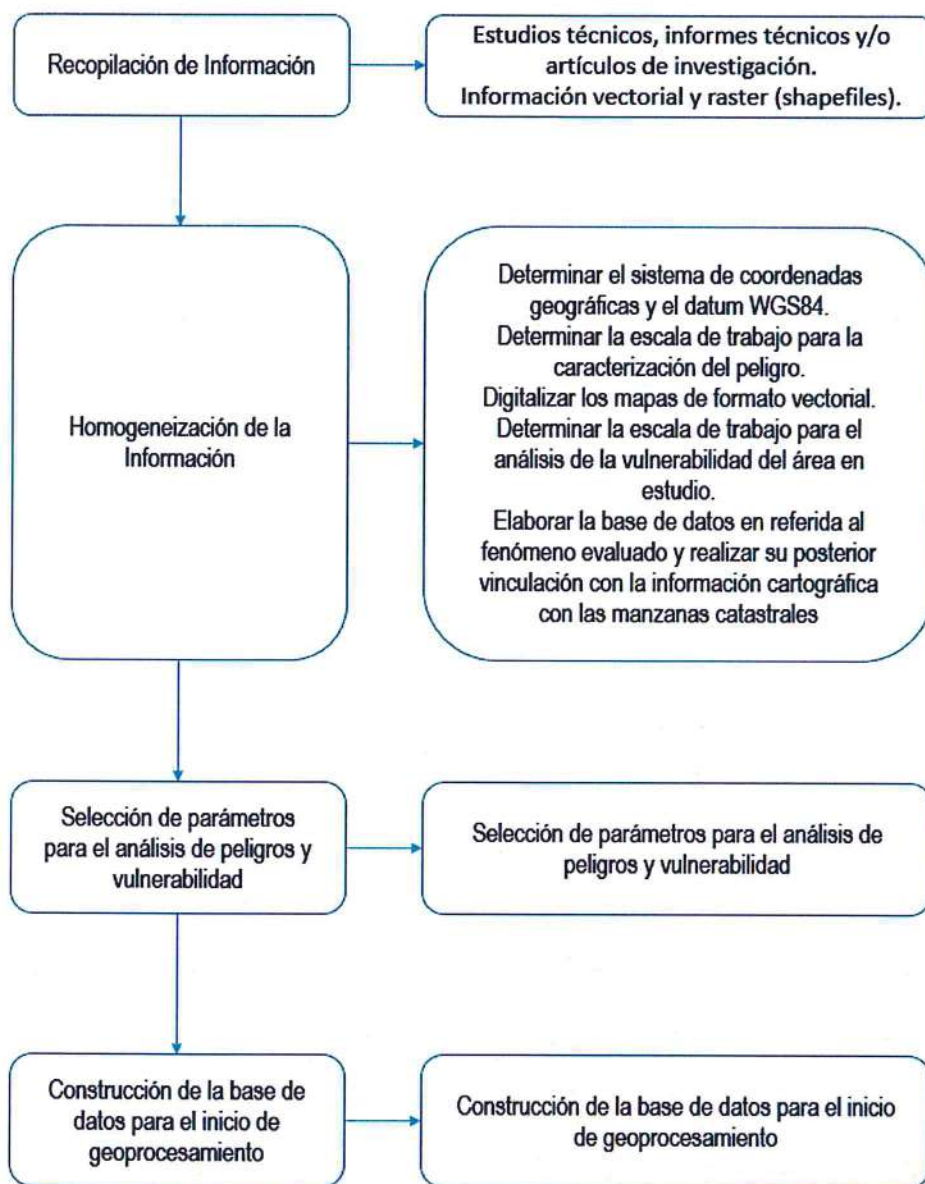 Recopilación de Información
Estudios técnicos, informes técnicos y/o
artículos de investigación.
Información vectorial y raster (shapefiles).
Homogeneización de la
Información
Determinar el sistema de coordenadas
geográficas y el datum WGS84.
Determinar la escala de trabajo para la
caracterización del peligro.
Digitalizar los mapas de formato vectorial.
Determinar la escala de trabajo para el
análisis de la vulnerabilidad del área en
estudio.
Elaborar la base de datos en referida al
fenómeno evaluado y realizar su posterior
vinculación con la información cartográfica
con las manzanas catastrales
Selección de parámetros
para el análisis de peligros y
vulnerabilidad
Selección de parámetros para el análisis de
peligros y vulnerabilidad
Construcción de la base de
datos para el inicio de
geoprocesamiento
Construcción de la base de datos para el inicio
de geoprocesamiento